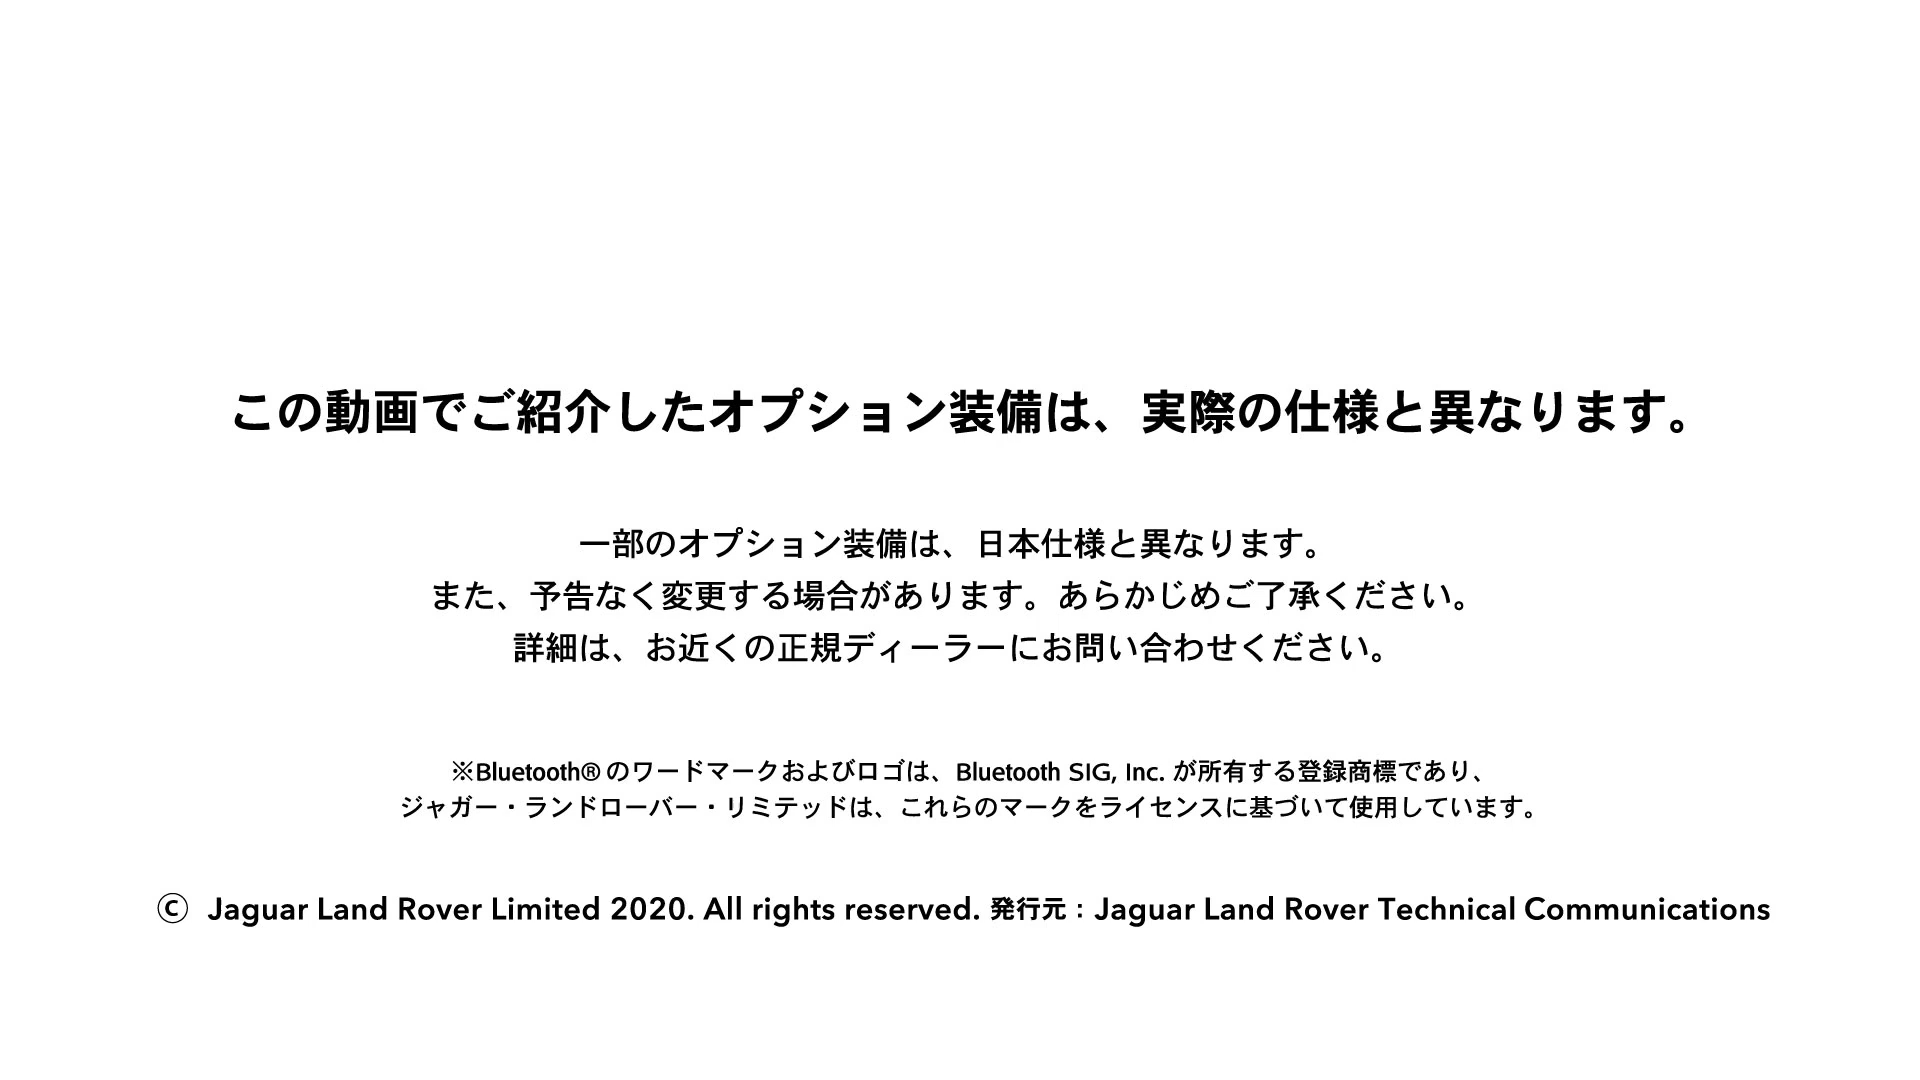 この動画でご紹介したオプション装備は、実際の仕様と異なります。
一部のオプション装備は、日本仕様と異なります。
また、予告なく変更する場合があります。あらかじめご了承ください。
詳細は、お近くの正規ディーラーにお問い合わせください。
※Bluetooth®のワードマークおよびロゴは、Bluetooth SIG, Inc. が所有する登録商標であり、
ジャガー・ランドローバー・リミテッドは、これらのマークをライセンスに基づいて使用しています。
© Jaguar Land Rover Limited 2020. All rights reserved. 発行元：Jaguar Land Rover Technical Communications